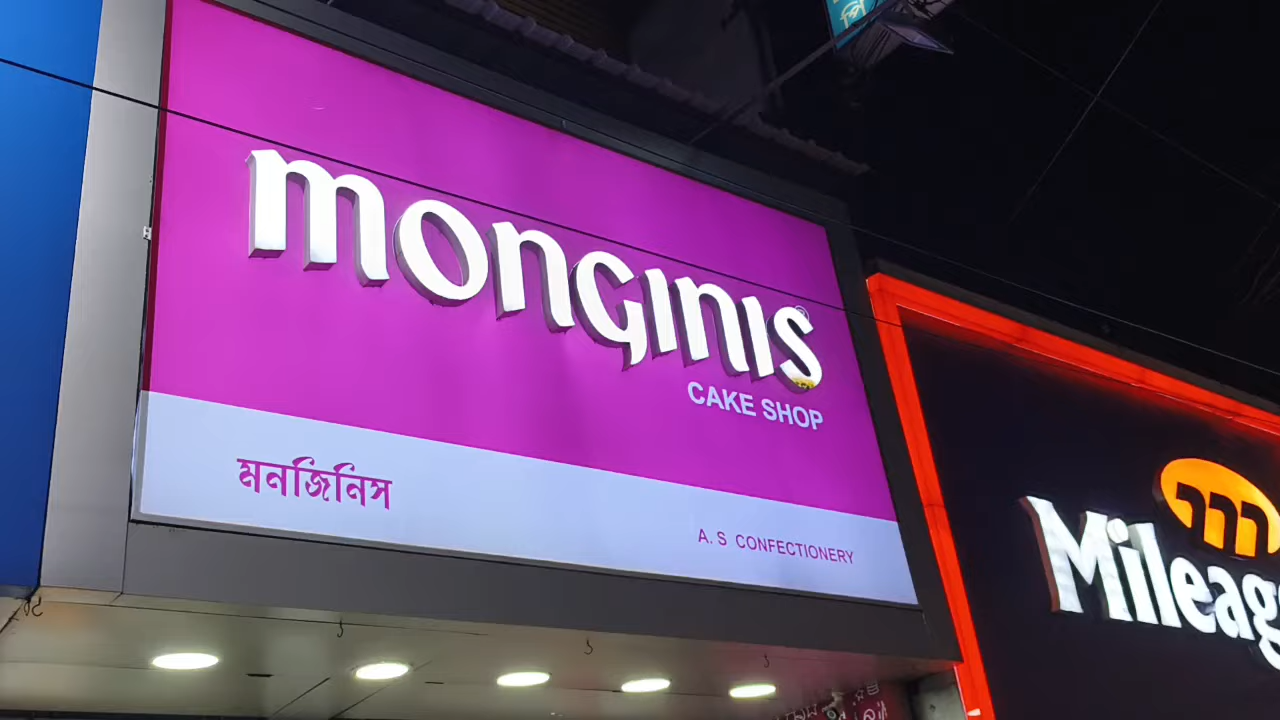 monginis
CAKE SHOP
মনজিনিস
A. S CONFECTIONERY
Mileag